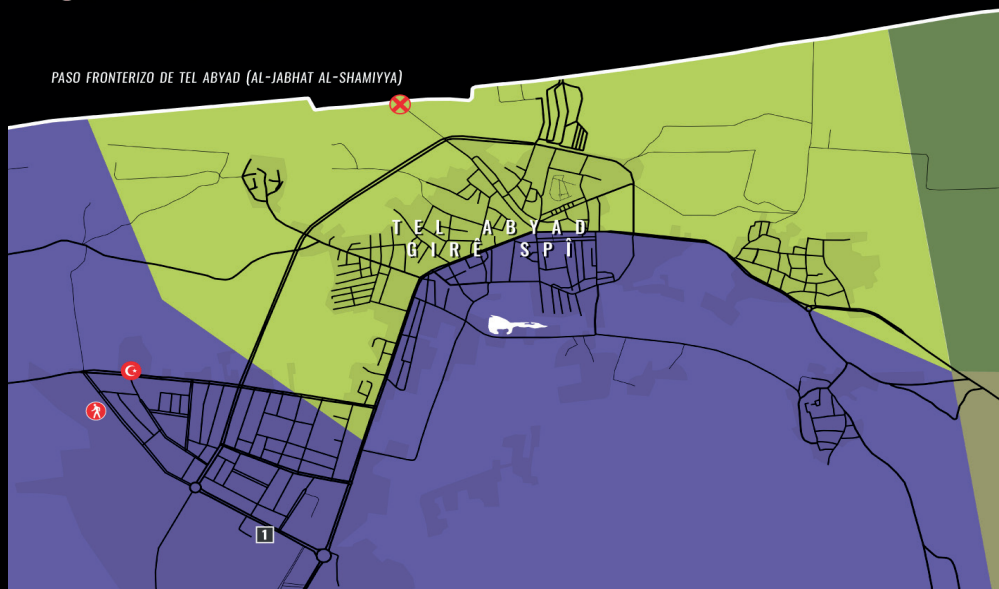 PASO FRONTERIZO DE TEL ABYAD (AL-JABHAT AL-SHAMIYYA)
TEL ABYAD
GIRÊ SPÎ
1